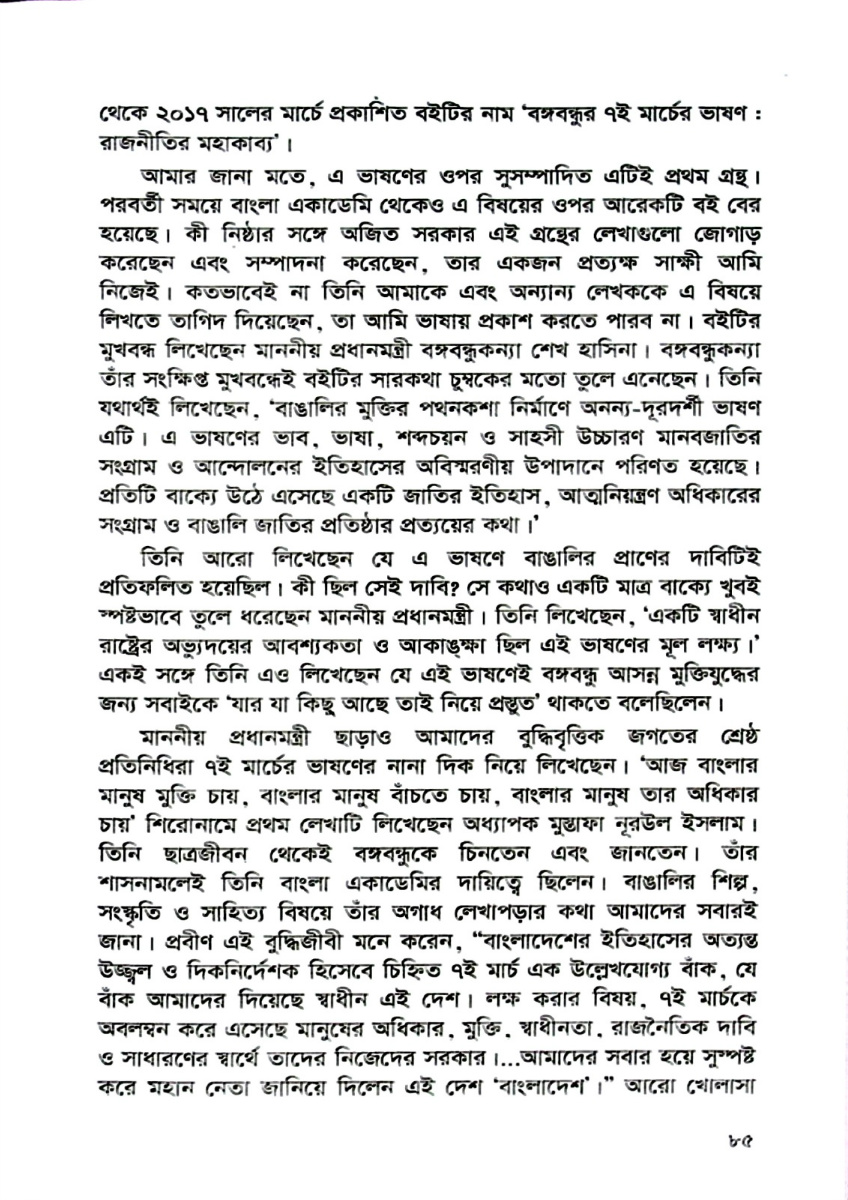 থেকে ২০১৭ সালের মার্চে প্রকাশিত বইটির নাম ‘বঙ্গবন্ধুর ৭ই মার্চের ভাষণ :
রাজনীতির মহাকাব্য’।
আমার জানা মতে, এ ভাষণের ওপর সুসম্পাদিত এটিই প্রথম গ্রন্থ।
পরবর্তী সময়ে বাংলা একাডেমি থেকেও এ বিষয়ের ওপর আরেকটি বই বের
হয়েছে। কী নিষ্ঠার সঙ্গে অজিত সরকার এই গ্রন্থের লেখাগুলো জোগাড়
করেছেন এবং সম্পাদনা করেছেন, তার একজন প্রত্যক্ষ সাক্ষী আমি
নিজেই। কতভাবেই না তিনি আমাকে এবং অন্যান্য লেখককে এ বিষয়ে
লিখতে তাগিদ দিয়েছেন, তা আমি ভাষায় প্রকাশ করতে পারব না। বইটির
মুখবন্ধ লিখেছেন মাননীয় প্রধানমন্ত্রী বঙ্গবন্ধুকন্যা শেখ হাসিনা। বঙ্গবন্ধুকন্যা
তাঁর সংক্ষিপ্ত মুখবন্ধেই বইটির সারকথা চুম্বকের মতো তুলে এনেছেন। তিনি
যথার্থই লিখেছেন, ‘বাঙালির মুক্তির পথনকশা নির্মাণে অনন্য-দূরদর্শী ভাষণ
এটি। এ ভাষণের ভাব, ভাষা, শব্দচয়ন ও সাহসী উচ্চারণ মানবজাতির
সংগ্রাম ও আন্দোলনের ইতিহাসের অবিস্মরণীয় উপাদানে পরিণত হয়েছে।
প্রতিটি বাক্যে উঠে এসেছে একটি জাতির ইতিহাস, আত্মনিয়ন্ত্রণ অধিকারের
সংগ্রাম ও বাঙালি জাতির প্রতিষ্ঠার প্রত্যয়ের কথা।’
তিনি আরো লিখেছেন যে এ ভাষণে বাঙালির প্রাণের দাবিটিই
প্রতিফলিত হয়েছিল। কী ছিল সেই দাবি? সে কথাও একটি মাত্র বাক্যে খুবই
স্পষ্টভাবে তুলে ধরেছেন মাননীয় প্রধানমন্ত্রী। তিনি লিখেছেন, ‘একটি স্বাধীন
রাষ্ট্রের অভ্যুদয়ের আবশ্যকতা ও আকাঙ্ক্ষা ছিল এই ভাষণের মূল লক্ষ্য।’
একই সঙ্গে তিনি এও লিখেছেন যে এই ভাষণেই বঙ্গবন্ধু আসন্ন মুক্তিযুদ্ধের
জন্য সবাইকে ‘যার যা কিছু আছে তাই নিয়ে প্রস্তুত’ থাকতে বলেছিলেন।
মাননীয় প্রধানমন্ত্রী ছাড়াও আমাদের বুদ্ধিবৃত্তিক জগতের শ্রেষ্ঠ
প্রতিনিধিরা ৭ই মার্চের ভাষণের নানা দিক নিয়ে লিখেছেন। ‘আজ বাংলার
মানুষ মুক্তি চায়, বাংলার মানুষ বাঁচতে চায়, বাংলার মানুষ তার অধিকার
চায়’ শিরোনামে প্রথম লেখাটি লিখেছেন অধ্যাপক মুস্তাফা নূরউল ইসলাম।
তিনি ছাত্রজীবন থেকেই বঙ্গবন্ধুকে চিনতেন এবং জানতেন। তাঁর
শাসনামলেই তিনি বাংলা একাডেমির দায়িত্বে ছিলেন। বাঙালির শিল্প,
সংস্কৃতি ও সাহিত্য বিষয়ে তাঁর অগাধ লেখাপড়ার কথা আমাদের সবারই
জানা। প্রবীণ এই বুদ্ধিজীবী মনে করেন, “বাংলাদেশের ইতিহাসের অত্যন্ত
উজ্জ্বল ও দিকনির্দেশক হিসেবে চিহ্নিত ৭ই মার্চ এক উল্লেখযোগ্য বাঁক, যে
বাঁক আমাদের দিয়েছে স্বাধীন এই দেশ। লক্ষ করার বিষয়, ৭ই মার্চকে
অবলম্বন করে এসেছে মানুষের অধিকার, মুক্তি, স্বাধীনতা, রাজনৈতিক দাবি
ও সাধারণের স্বার্থে তাদের নিজেদের সরকার।...আমাদের সবার হয়ে সুস্পষ্ট
করে মহান নেতা জানিয়ে দিলেন এই দেশ ‘বাংলাদেশ’।” আরো খোলাসা
৮৫